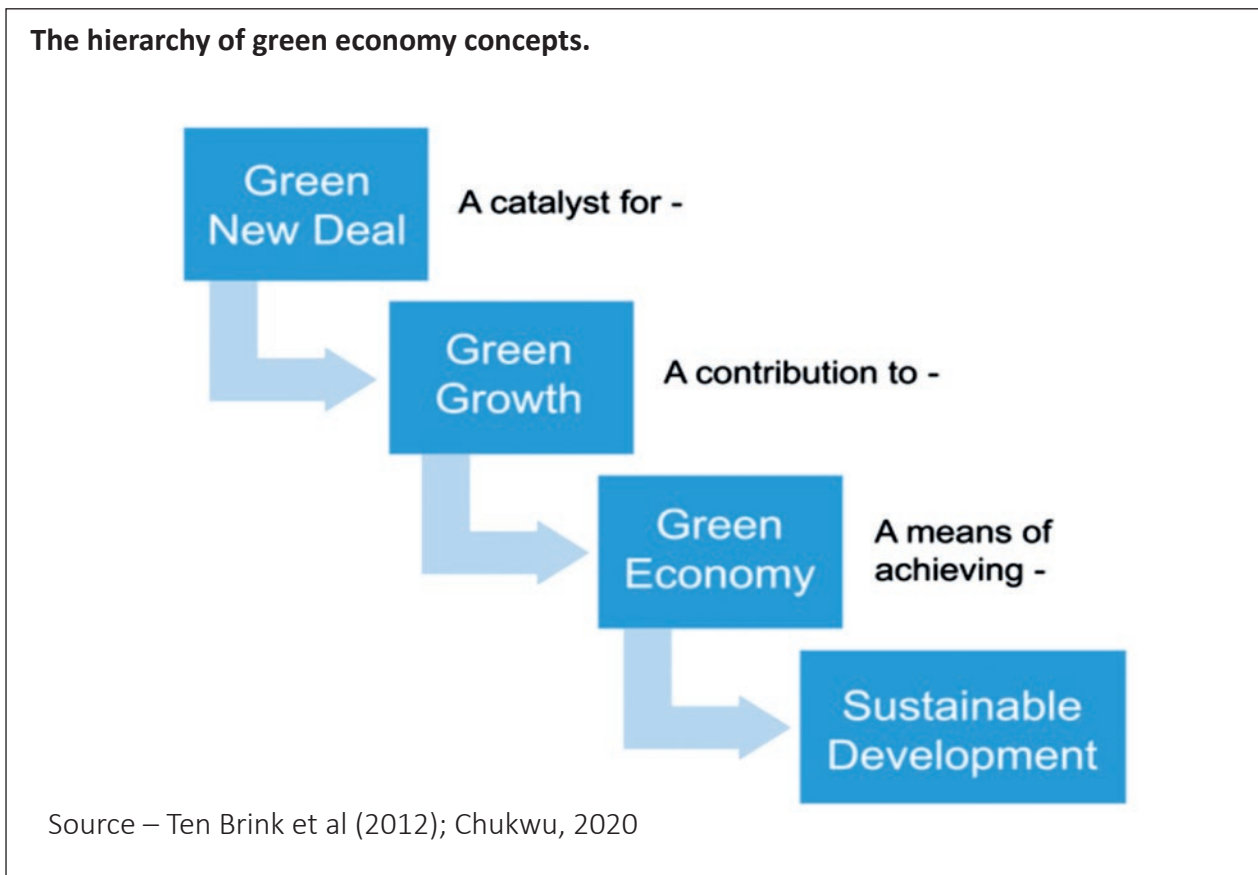 The hierarchy of green economy concepts.
Green
New Deal
A catalyst for -
Green
Growth
A contribution to -
Green
Economy
A means of
achieving -
Sustainable
Development
Source – Ten Brink et al (2012); Chukwu, 2020